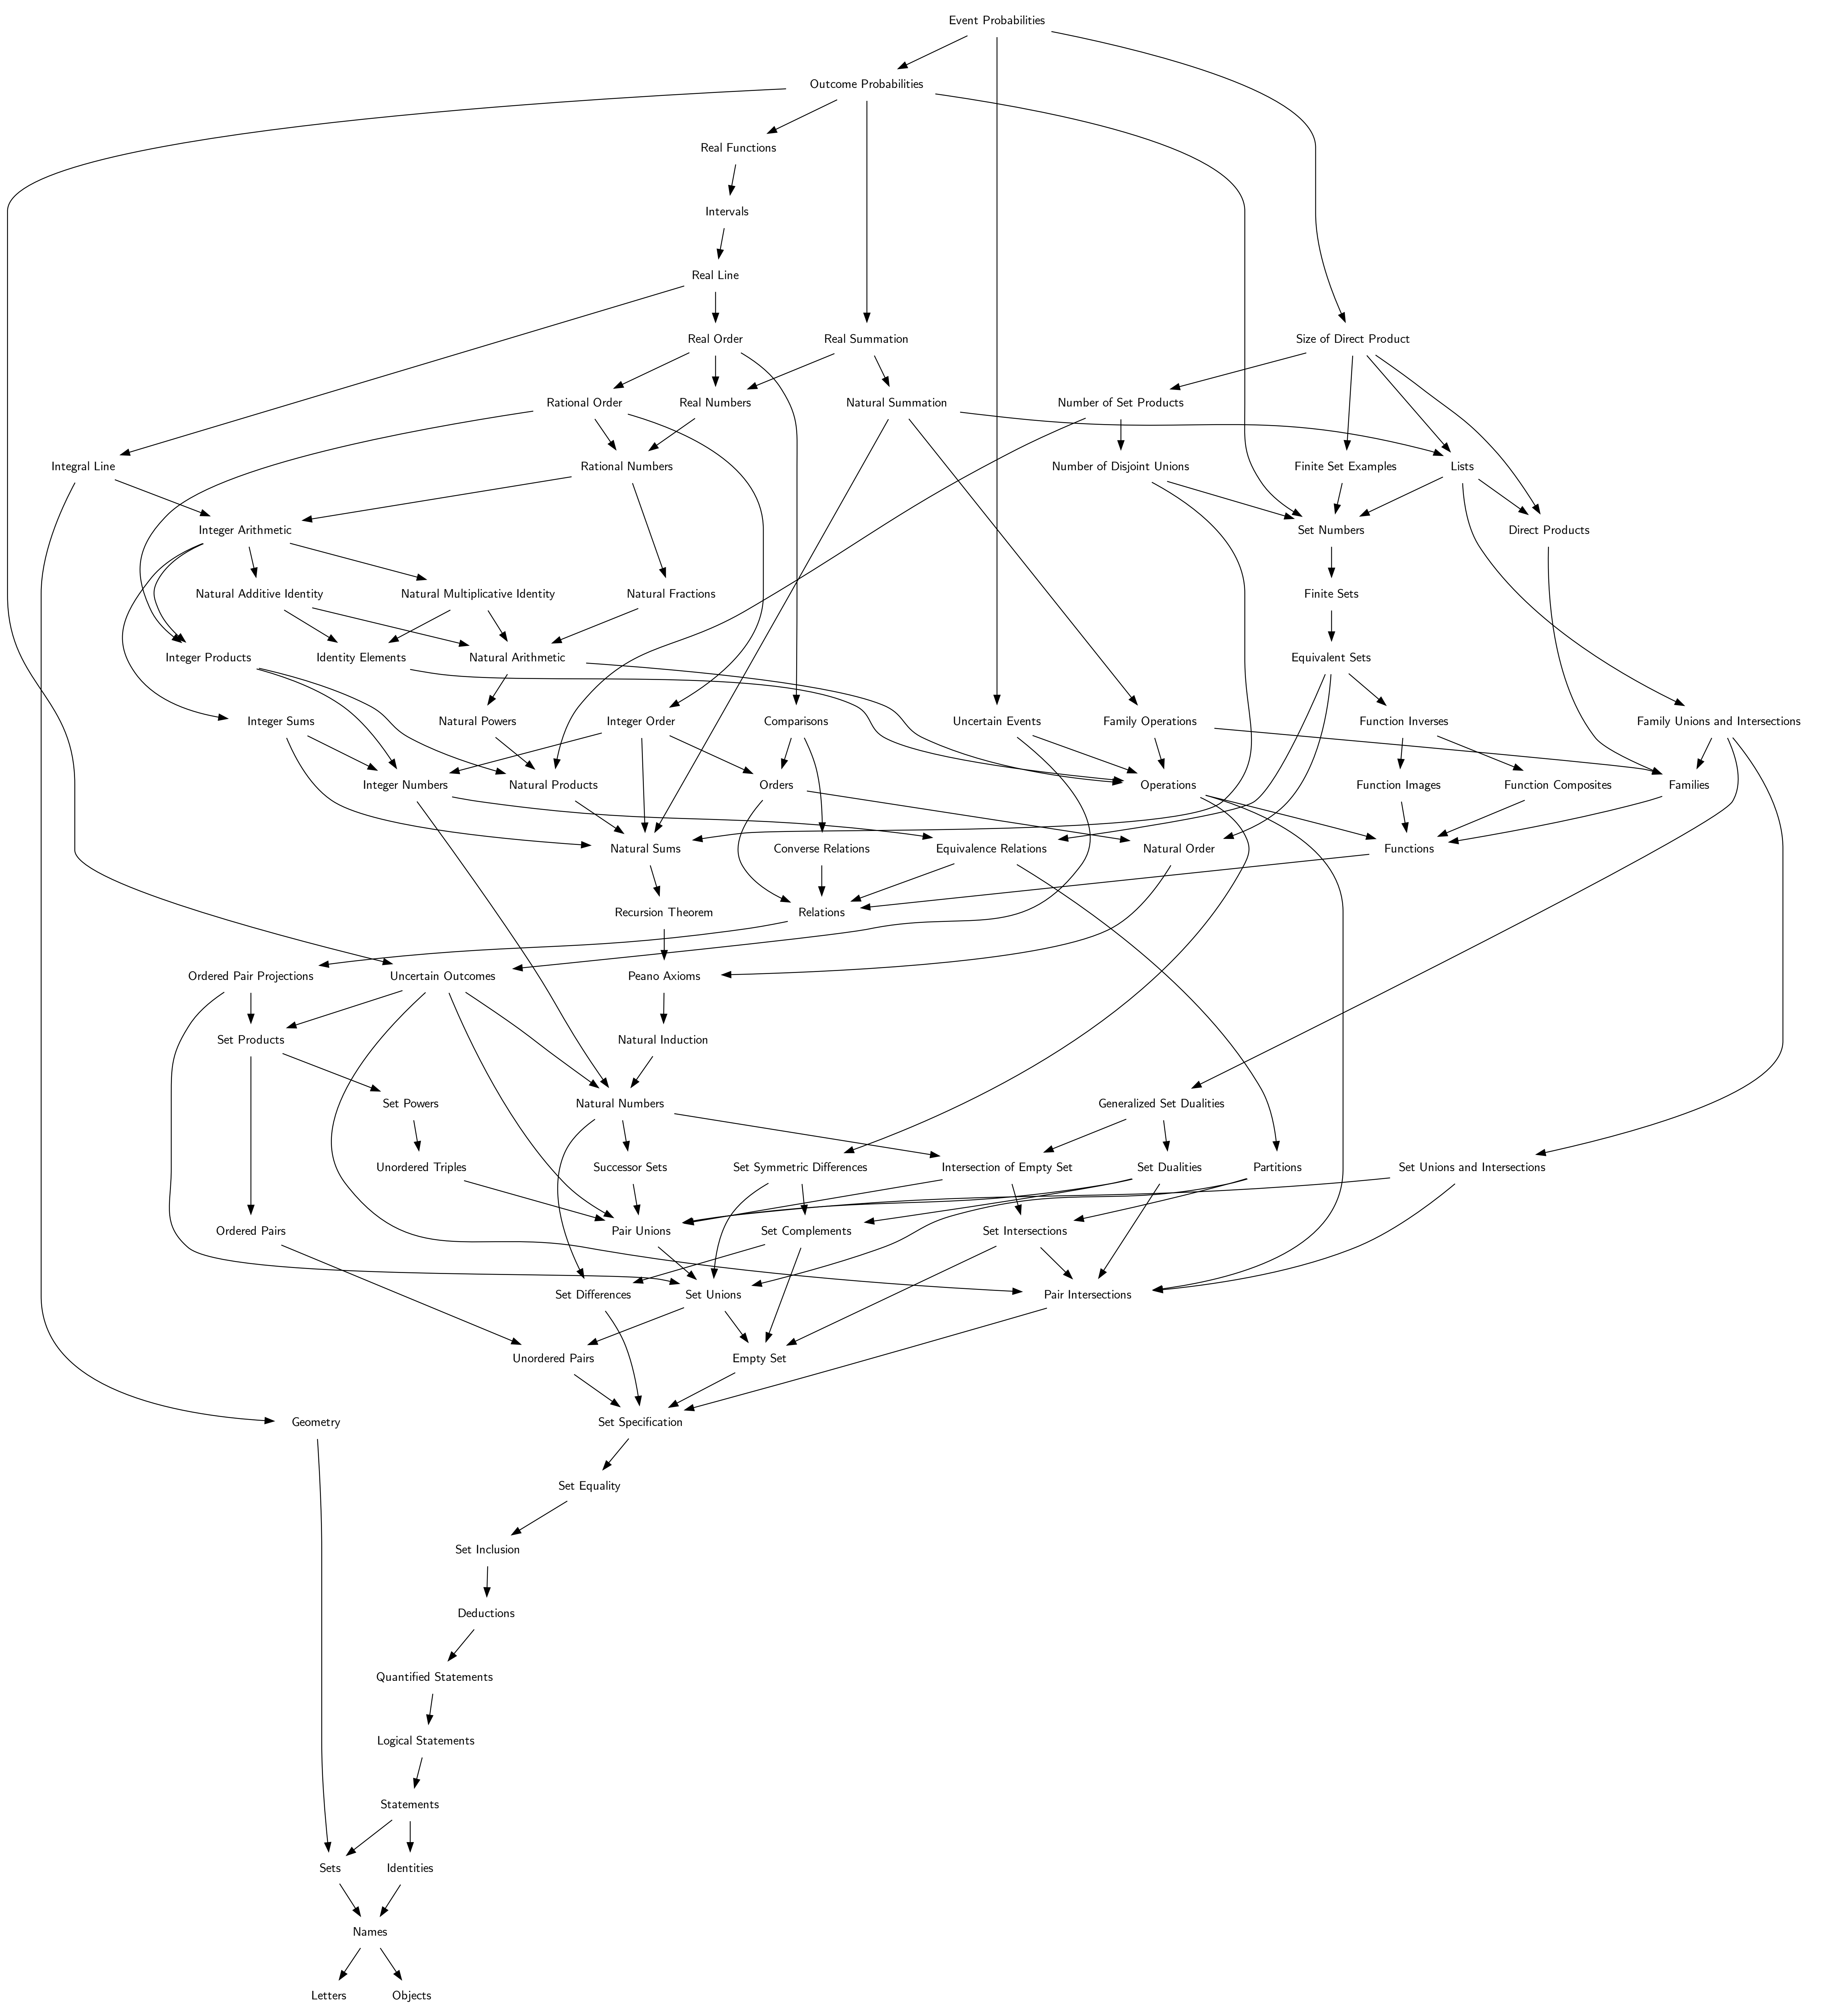 Event Probabilities
Outcome Probabilities
Real Functions
Intervals
Real Line
Real Order
Real Summation
Size of Direct Product
Rational Order
Real Numbers
Natural Summation
Number of Set Products
Integral Line
Rational Numbers
Number of Disjoint Unions
Finite Set Examples
Lists
Integer Arithmetic
Set Numbers
Direct Products
Natural Additive Identity
Natural Multiplicative Identity
Natural Fractions
Finite Sets
Integer Products
Identity Elements
Natural Arithmetic
Equivalent Sets
Integer Sums
Natural Powers
Integer Order
Comparisons
Uncertain Events
Family Operations
Function Inverses
Family Unions and Intersections
Integer Numbers
Natural Products
Orders
Operations
Function Images
Function Composites
Families
Natural Sums
Converse Relations
Equivalence Relations
Natural Order
Functions
Recursion Theorem
Relations
Ordered Pair Projections
Uncertain Outcomes
Peano Axioms
Set Products
Natural Induction
Set Powers
Natural Numbers
Generalized Set Dualities
Unordered Triples
Successor Sets
Set Symmetric Differences
Intersection of Empty Set
Set Dualities
Partitions
Set Unions and Intersections
Ordered Pairs
Pair Unions
Set Complements
Set Intersections
Set Differences
Set Unions
Pair Intersections
Unordered Pairs
Empty Set
Geometry
Set Specification
Set Equality
Set Inclusion
Deductions
Quantified Statements
Logical Statements
Statements
Sets
Identities
Names
Letters
Objects